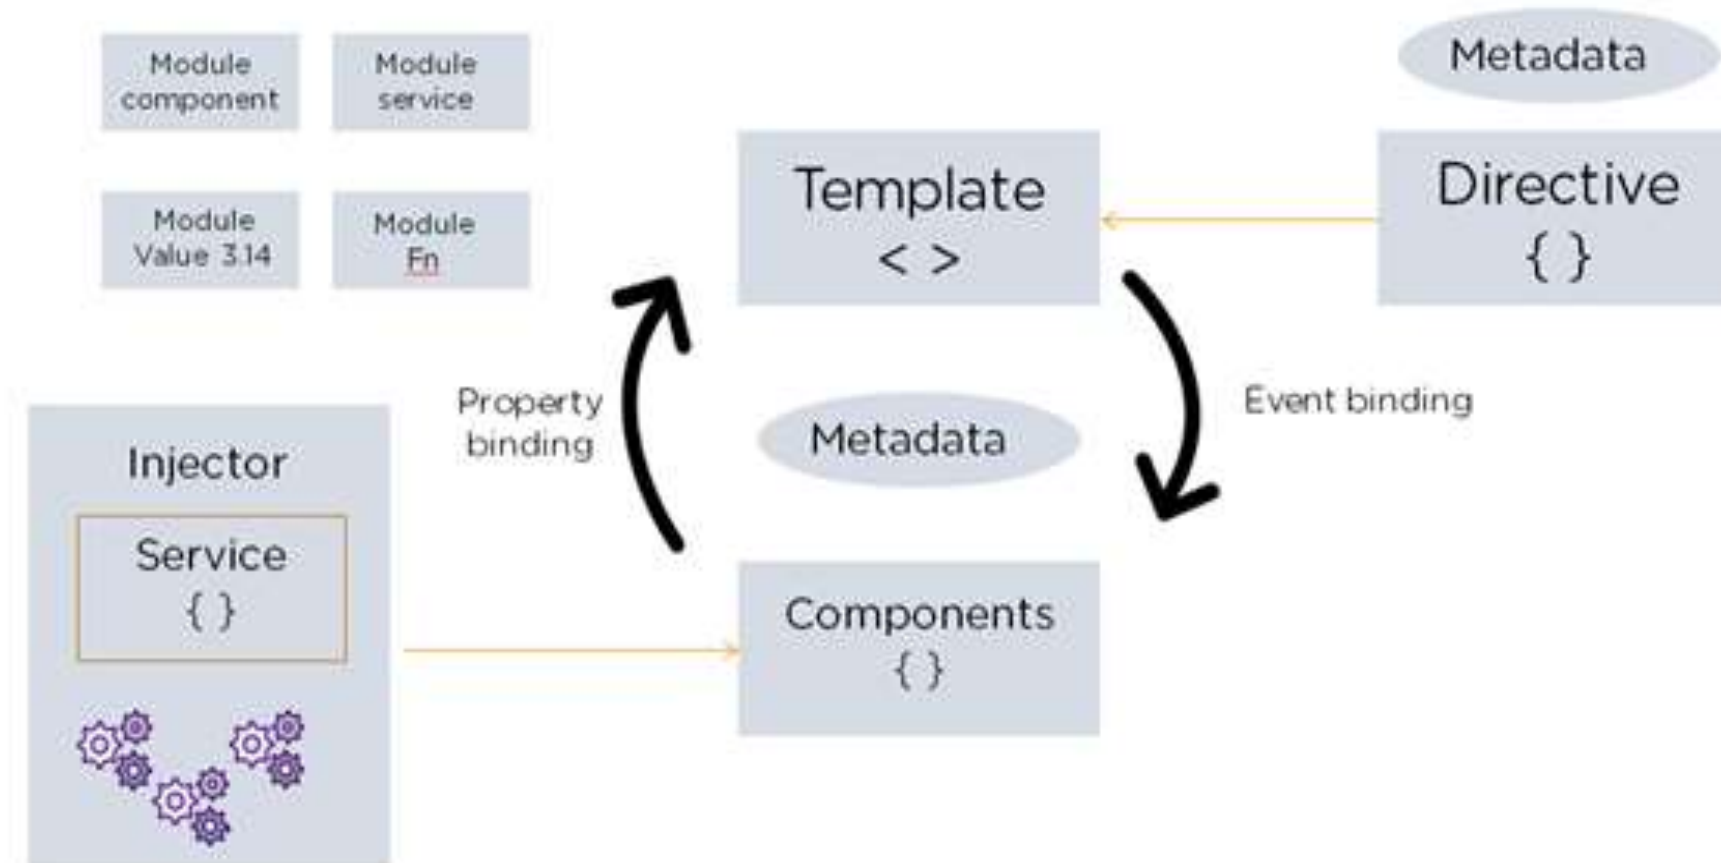 Module
component
Module
service
Module
Value 3.14
Module
Fn
Metadata
Template
< >
Directive
{ }
Property
binding
Metadata
Event binding
Injector
Service
{ }
Components
{ }